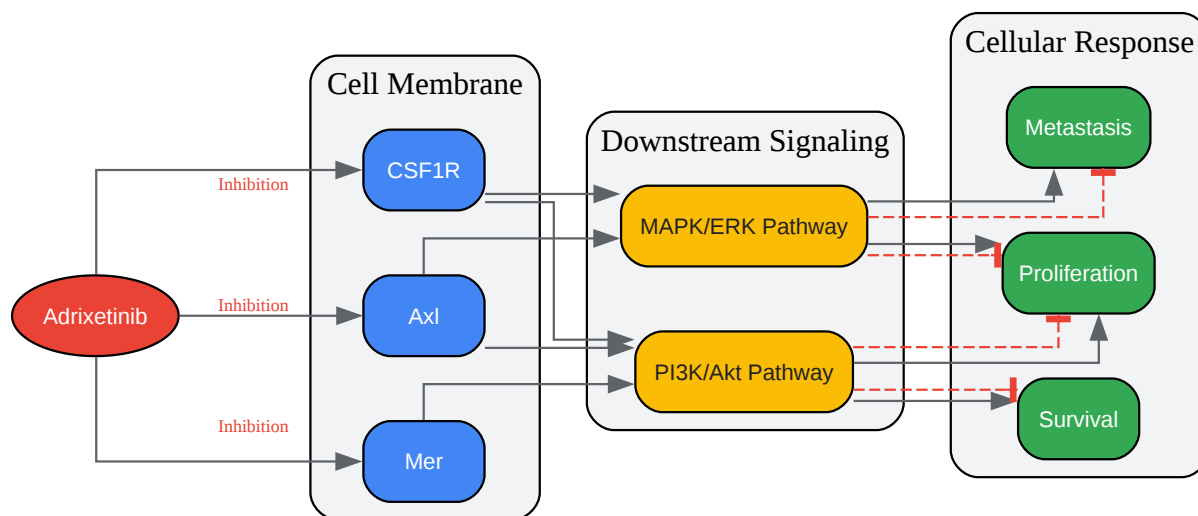 Cellular Response
Cell Membrane
Metastasis
Downstream Signaling
CSF1R
Inhibition
MAPK/ERK Pathway
Proliferation
Adrixetinib
Inhibition
Axl
PI3K/Akt Pathway
Survival
Inhibition
Mer